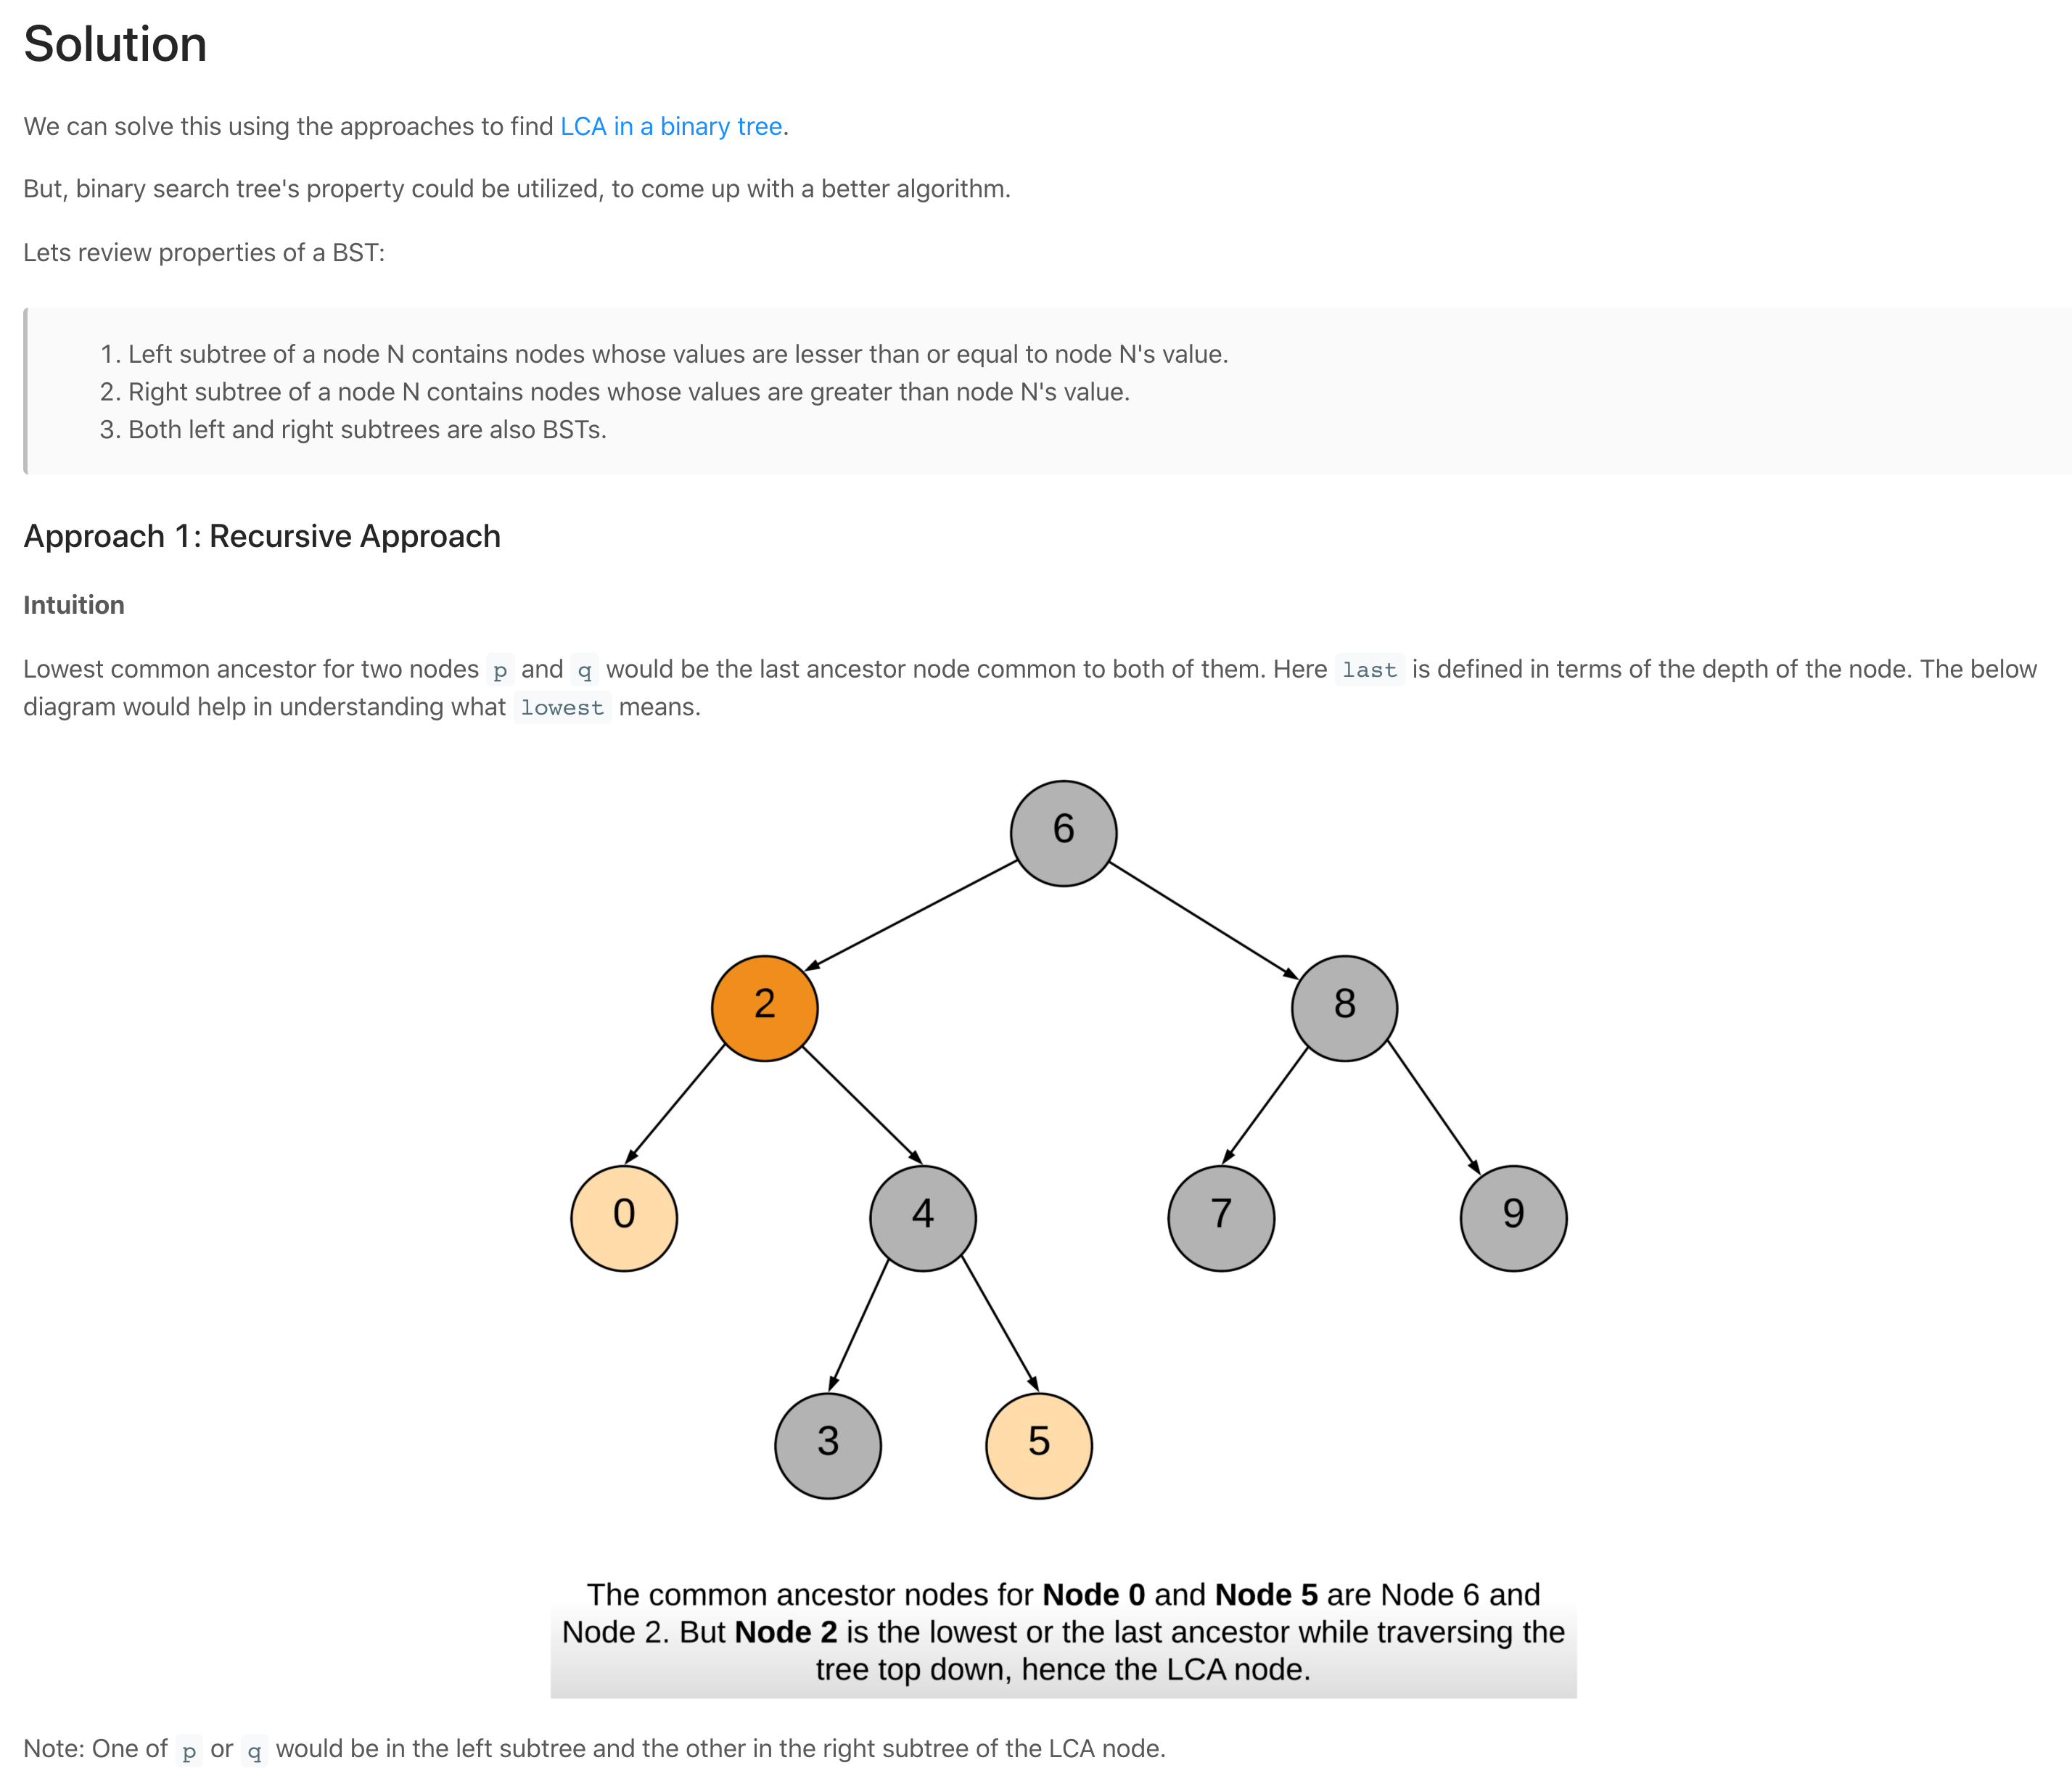 Solution
We can solve this using the approaches to find LCA in a binary tree.
But, binary search tree's property could be utilized, to come up with a better algorithm.
Lets review properties of a BST:
1. Left subtree of a node N contains nodes whose values are lesser than or equal to node N's value.
2. Right subtree of a node N contains nodes whose values are greater than node N's value.
3. Both left and right subtrees are also BSTs.
Approach 1: Recursive Approach
Intuition
Lowest common ancestor for two nodes p and q would be the last ancestor node common to both of them. Here last is defined in terms of the depth of the node. The below
diagram would help in understanding what lowest means.
6
2 8
0 4 7 9
3 5
The common ancestor nodes for Node 0 and Node 5 are Node 6 and
Node 2. But Node 2 is the lowest or the last ancestor while traversing the
tree top down, hence the LCA node.
Note: One of p or q would be in the left subtree and the other in the right subtree of the LCA node.